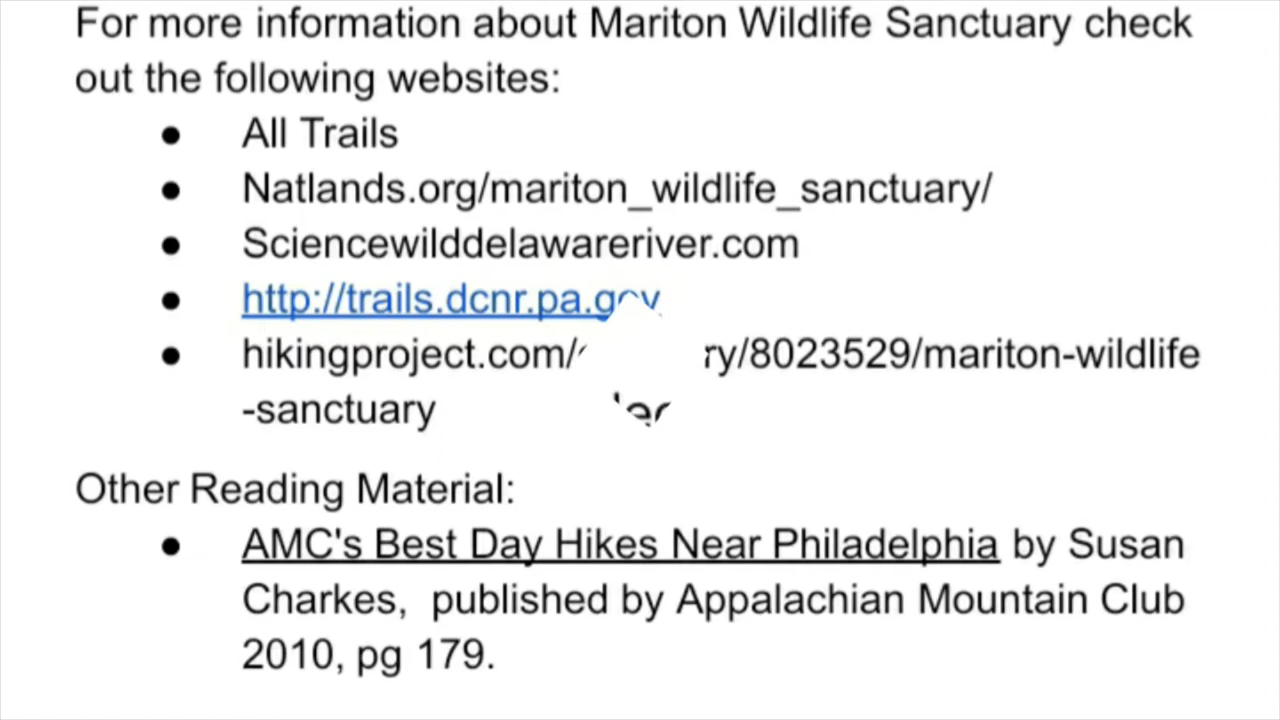 For more information about Mariton Wildlife Sanctuary check
out the following websites:
● All Trails
● Natlands.org/mariton_wildlife_sanctuary/
● Sciencewilddelawareriver.com
● http://trails.dcnr.pa.gov
● hikingproject.com/ ry/8023529/mariton-wildlife
-sanctuary
Other Reading Material:
● AMC's Best Day Hikes Near Philadelphia by Susan
Charkes, published by Appalachian Mountain Club
2010, pg 179.